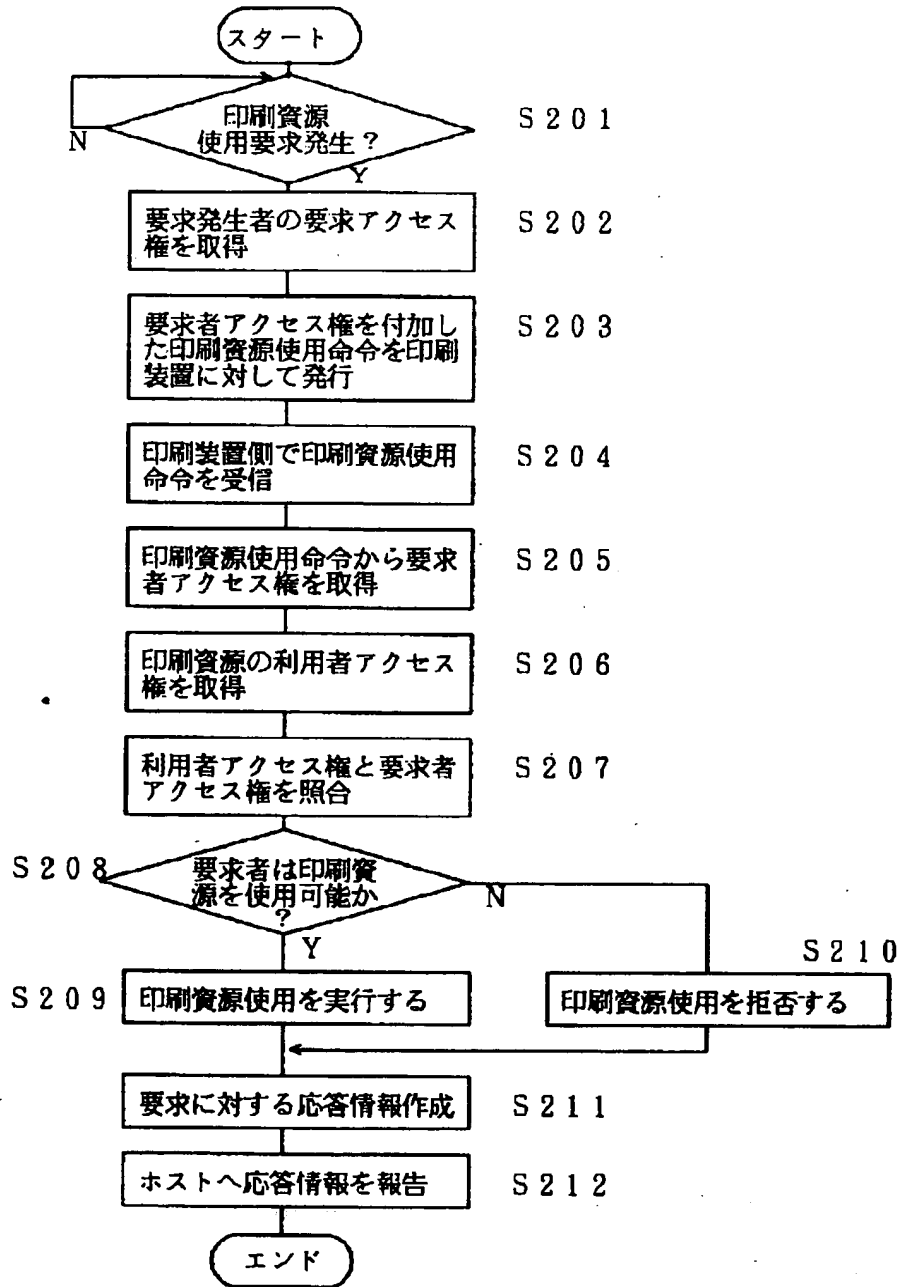 スタート
印刷資源
使用要求発生？
S201
N
Y
要求発生者の要求アクセス
権を取得
S202
要求者アクセス権を付加し
た印刷資源使用命令を印刷
装置に対して発行
S203
印刷装置側で印刷資源使用
命令を受信
S204
印刷資源使用命令から要求
者アクセス権を取得
S205
印刷資源の利用者アクセス
権を取得
S206
利用者アクセス権と要求者
アクセス権を照合
S207
S208
要求者は印刷資
源を使用可能か
？
N
Y
S210
S209
印刷資源使用を実行する
印刷資源使用を拒否する
要求に対する応答情報作成
S211
ホストへ応答情報を報告
S212
エンド